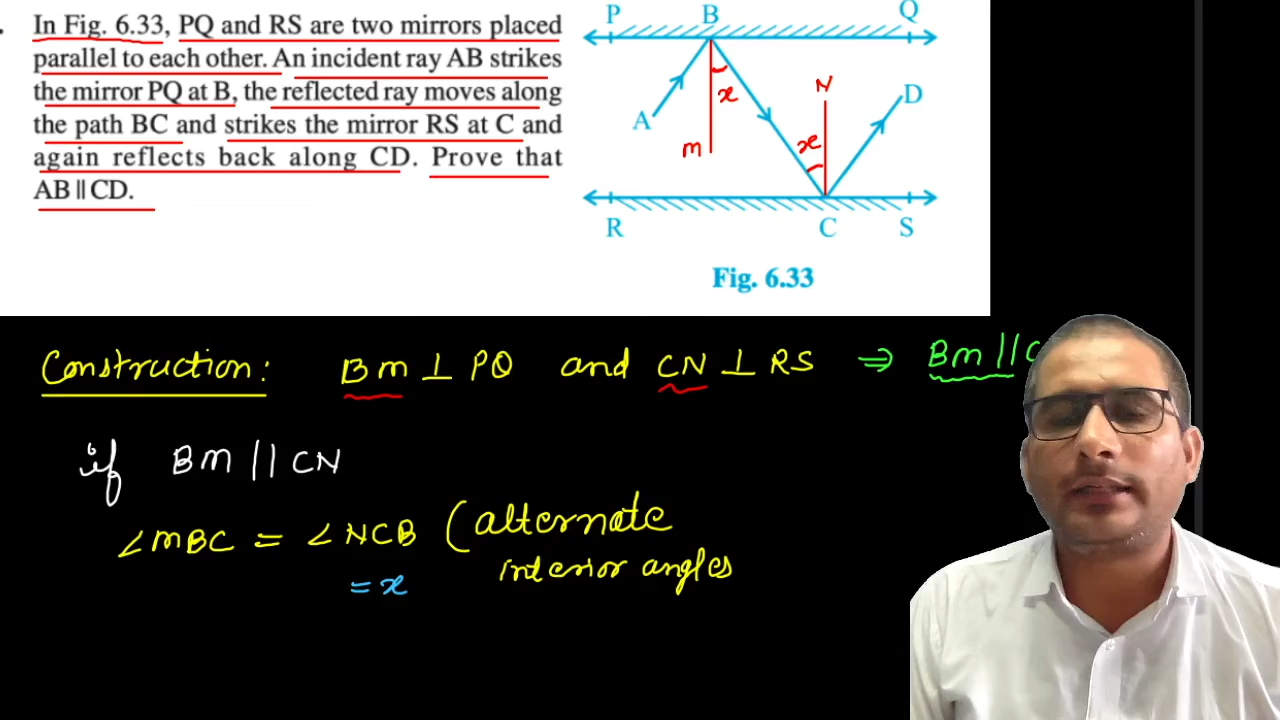 In Fig. 6.33, PQ and RS are two mirrors placed
parallel to each other. An incident ray AB strikes
the mirror PQ at B, the reflected ray moves along
the path BC and strikes the mirror RS at C and
again reflects back along CD. Prove that
AB || CD.
P B Q
N
x
D
A
x
m
R C S
Fig. 6.33
Construction: Bm ⊥ PQ and CN ⊥ RS ⇒ Bm ||
if Bm || CN
∠mBC = ∠NCB (alternate
interior angles
= x